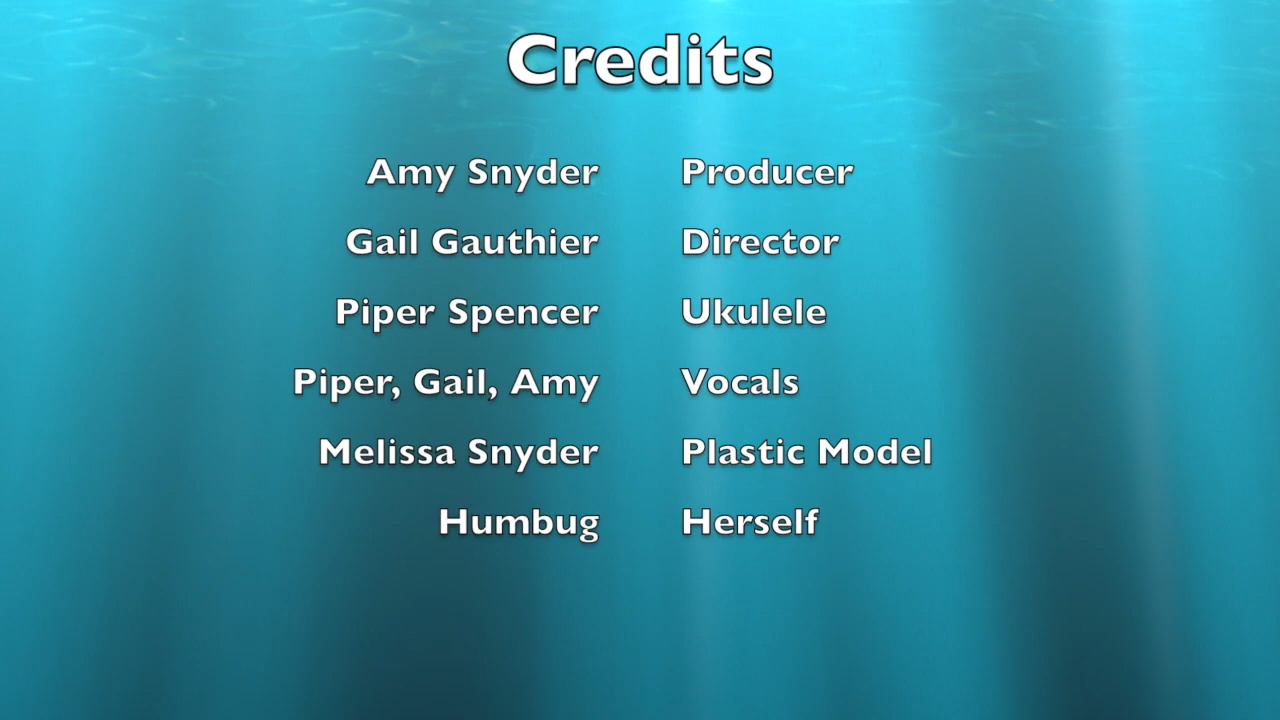 Credits
Amy Snyder Producer
Gail Gauthier Director
Piper Spencer Ukulele
Piper, Gail, Amy Vocals
Melissa Snyder Plastic Model
Humbug Herself